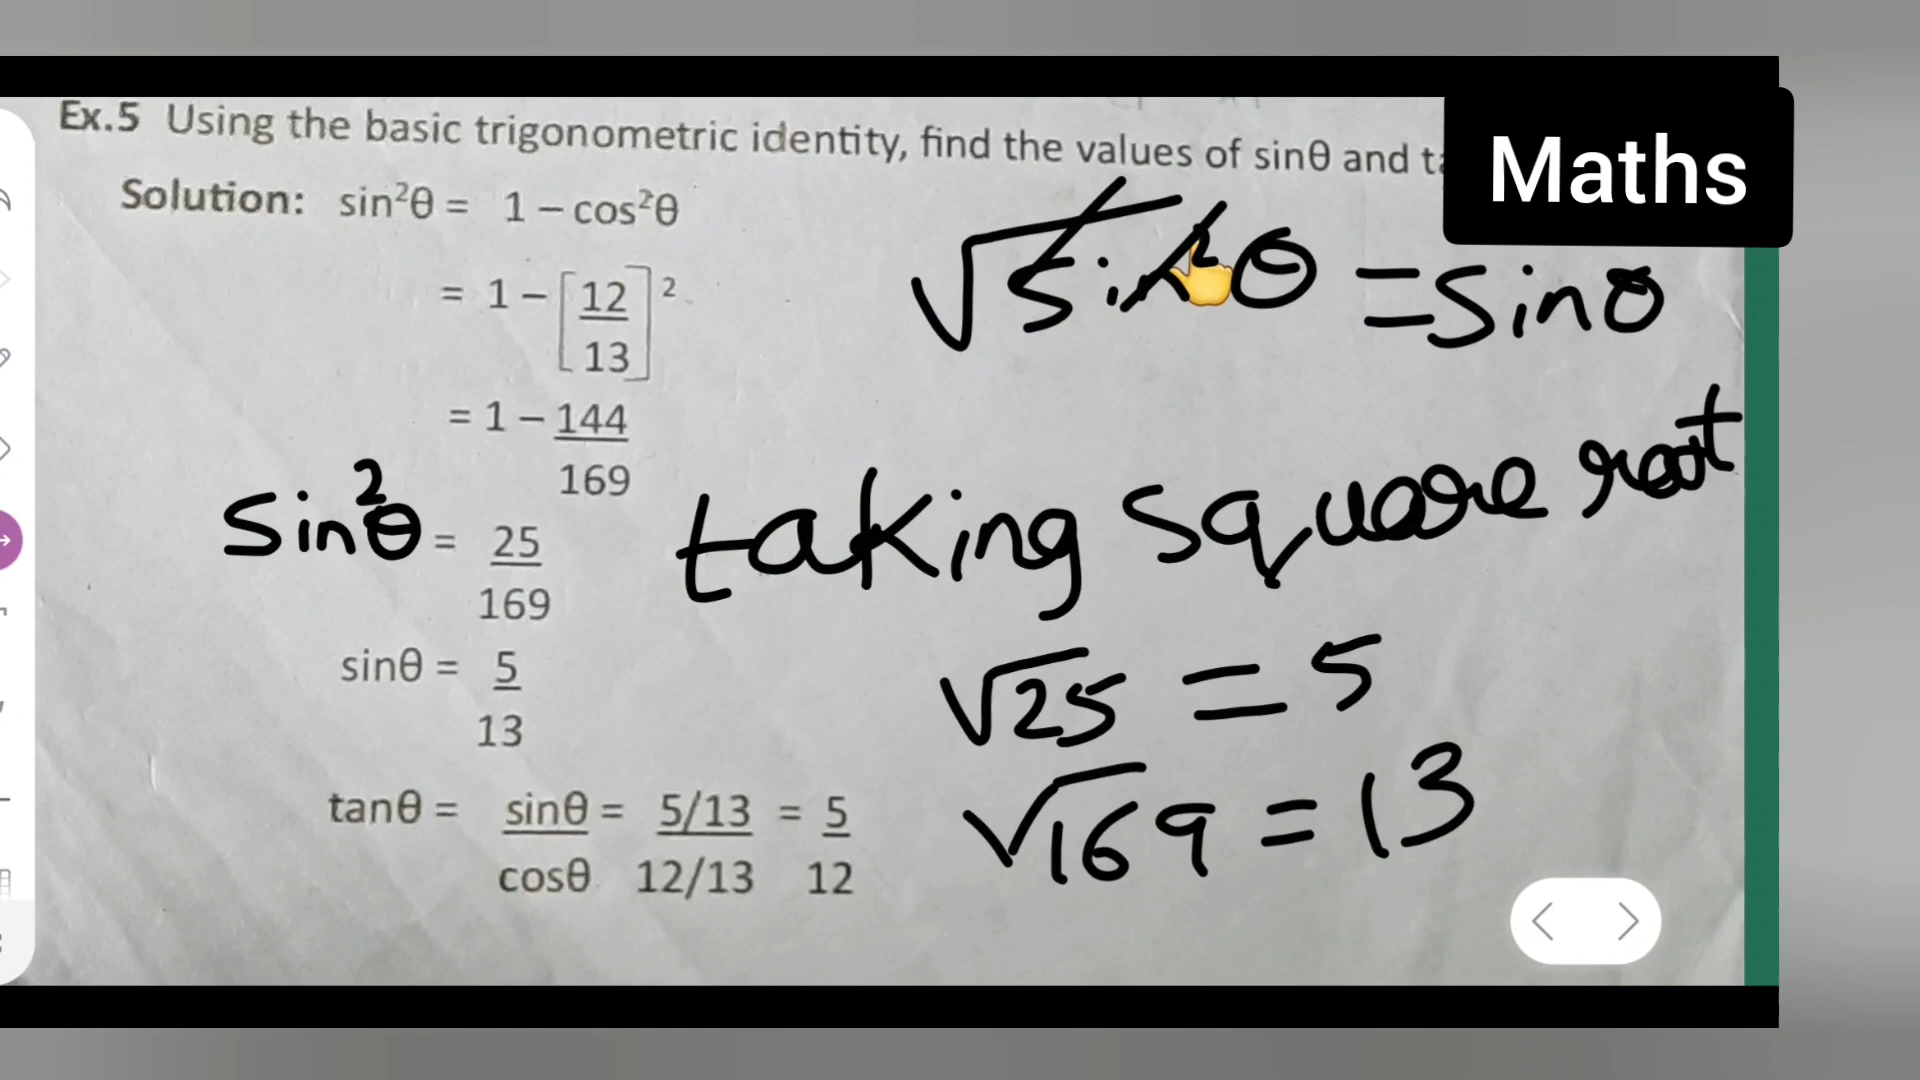 Ex.5 Using the basic trigonometric identity, find the values of sinθ and
Maths
Solution: sin²θ = 1 – cos²θ
√sin²θ = sinθ
= 1 – [12/13]²
= 1 – 144/169
sin²θ = 25/169
taking square root
sinθ = 5/13
√25 = 5
√169 = 13
tanθ = sinθ/cosθ = 5/13/12/13 = 5/12